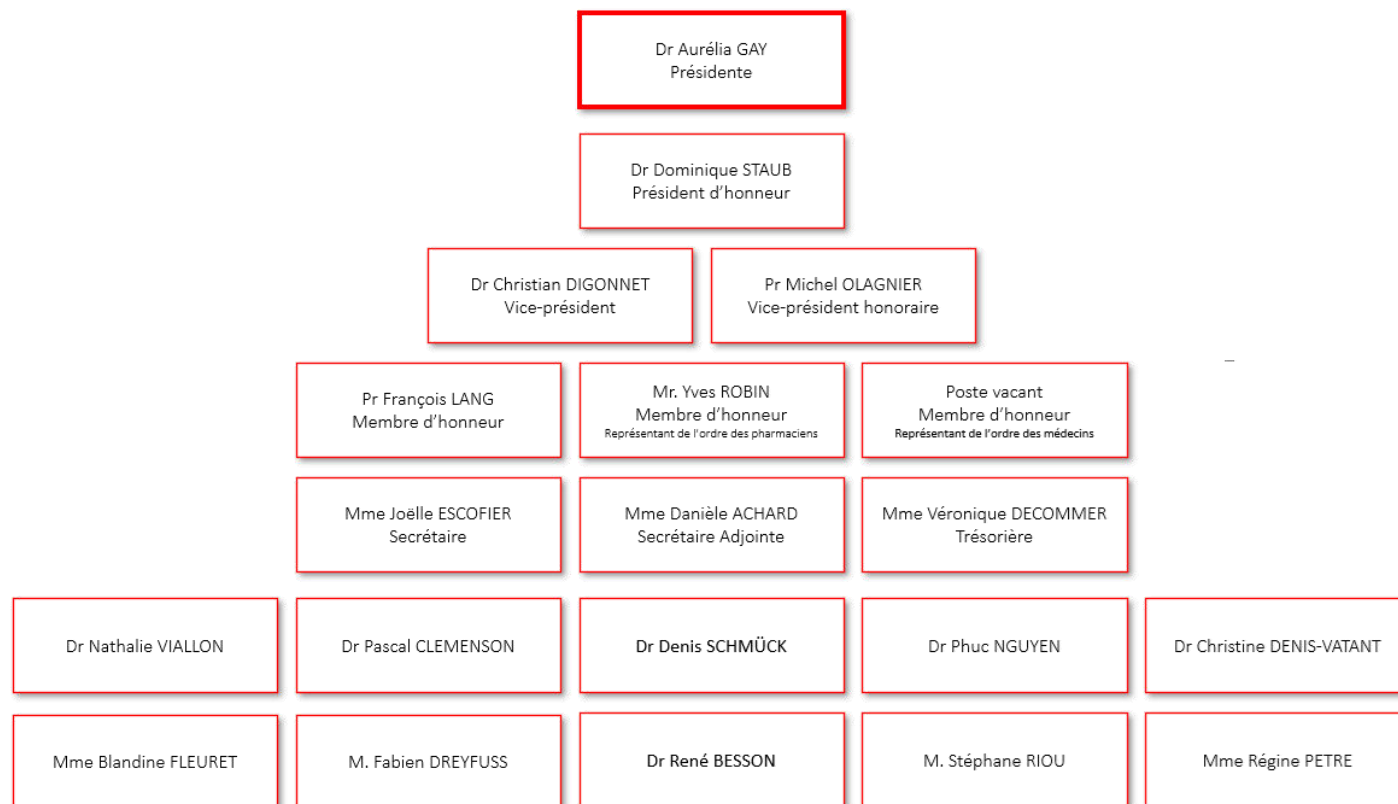 Dr Aurélia GAY
Présidente
Dr Dominique STAUB
Président d’honneur
Dr Christian DIGONNET
Vice-président
Pr Michel OLAGNIER
Vice-président honoraire
Pr François LANG
Membre d’honneur
Mr. Yves ROBIN
Membre d’honneur
Représentant de l’ordre des pharmaciens
Poste vacant
Membre d’honneur
Représentant de l’ordre des médecins
Mme Joëlle ESCOFIER
Secrétaire
Mme Danièle ACHARD
Secrétaire Adjointe
Mme Véronique DECOMMER
Trésorière
Dr Nathalie VIALLON
Dr Pascal CLEMENSON
Dr Denis SCHMÜCK
Dr Phuc NGUYEN
Dr Christine DENIS-VATANT
Mme Blandine FLEURET
M. Fabien DREYFUSS
Dr René BESSON
M. Stéphane RIOU
Mme Régine PETRE